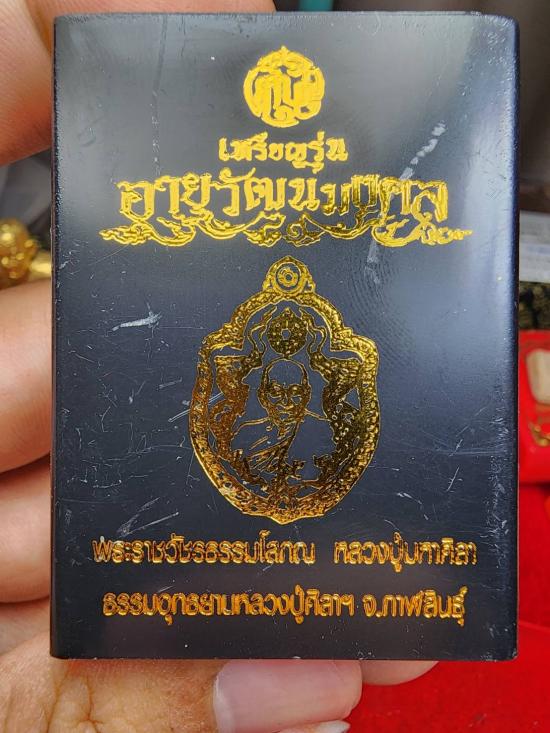 เหรียญรุ่น
อายุวัฒนมงคล
พระราชวัชรธรรมโสภณ หลวงปู่มหาศิลา
ธรรมอุทยานหลวงปู่ศิลาฯ จ.กาฬสินธุ์